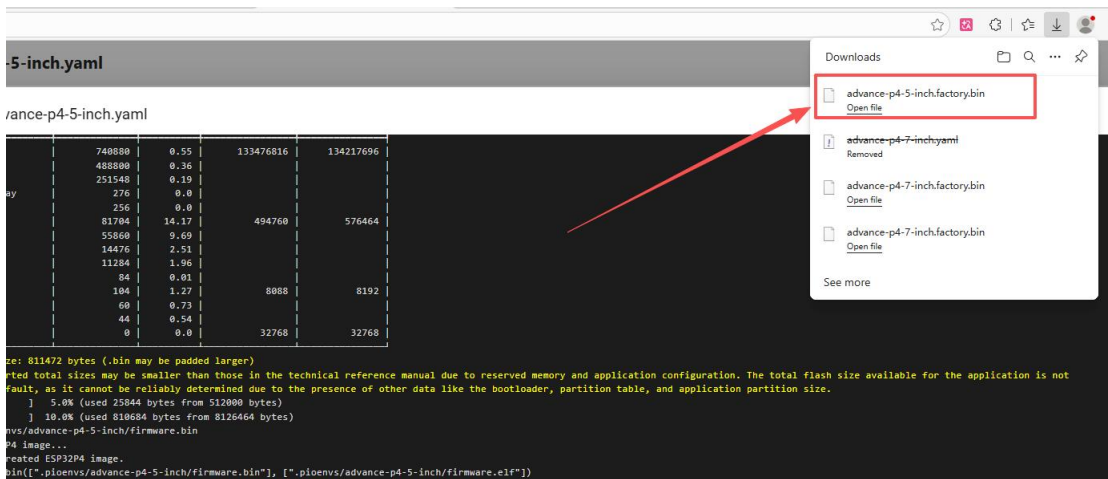 -5-inch.yaml
vance-p4-5-inch.yaml
740880 | 0.55 | 133476816 | 134217696
488800 | 0.36 |
251548 | 0.19 |
ay | 276 | 0.0 |
256 | 0.0 |
81704 | 14.17 | 494760 | 576464
55860 | 9.69 |
14476 | 2.51 |
11284 | 1.96 |
84 | 0.01 |
104 | 1.27 | 8088 | 8192
60 | 0.73 |
44 | 0.54 |
0 | 0.0 | 32768 | 32768
ze: 811472 bytes (.bin may be padded larger)
rted total sizes may be smaller than those in the technical reference manual due to reserved memory and application configuration. The total flash size available for the application is not
fault, as it cannot be reliably determined due to the presence of other data like the bootloader, partition table, and application partition size.
] 5.0% (used 25844 bytes from 512000 bytes)
] 10.0% (used 810684 bytes from 8126464 bytes)
nvs/advance-p4-5-inch/firmware.bin
P4 image...
reated ESP32P4 image.
bin([".pioenvs/advance-p4-5-inch/firmware.bin"], [".pioenvs/advance-p4-5-inch/firmware.elf"])
Downloads
advance-p4-5-inch.factory.bin
Open file
advance-p4-7-inch.yaml
Removed
advance-p4-7-inch.factory.bin
Open file
advance-p4-7-inch.factory.bin
Open file
See more